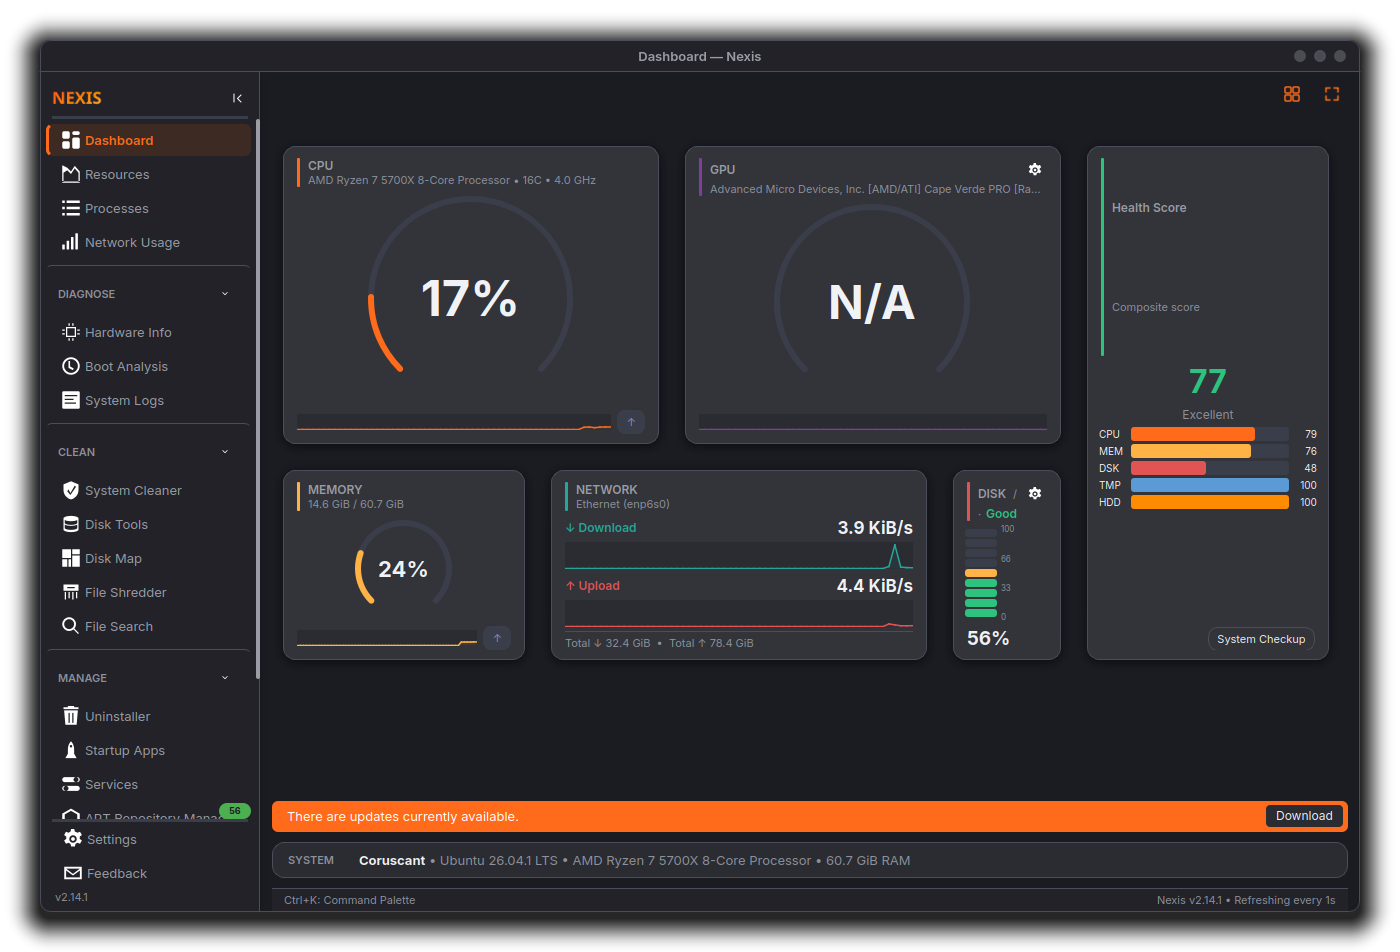 Dashboard — Nexis
NEXIS
Dashboard
Resources
Processes
Network Usage
DIAGNOSE
Hardware Info
Boot Analysis
System Logs
CLEAN
System Cleaner
Disk Tools
Disk Map
File Shredder
File Search
MANAGE
Uninstaller
Startup Apps
Services
APT Repository Mana
56
Settings
Feedback
v2.14.1
CPU
AMD Ryzen 7 5700X 8-Core Processor • 16C • 4.0 GHz
17%
↑
GPU
Advanced Micro Devices, Inc. [AMD/ATI] Cape Verde PRO [Ra...
N/A
Health Score
Composite score
77
Excellent
CPU 79
MEM 76
DSK 48
TMP 100
HDD 100
System Checkup
MEMORY
14.6 GiB / 60.7 GiB
24%
↑
NETWORK
Ethernet (enp6s0)
↓ Download 3.9 KiB/s
↑ Upload 4.4 KiB/s
Total ↓ 32.4 GiB • Total ↑ 78.4 GiB
DISK /
· Good
100
66
33
0
56%
There are updates currently available.
Download
SYSTEM Coruscant • Ubuntu 26.04.1 LTS • AMD Ryzen 7 5700X 8-Core Processor • 60.7 GiB RAM
Ctrl+K: Command Palette
Nexis v2.14.1 • Refreshing every 1s